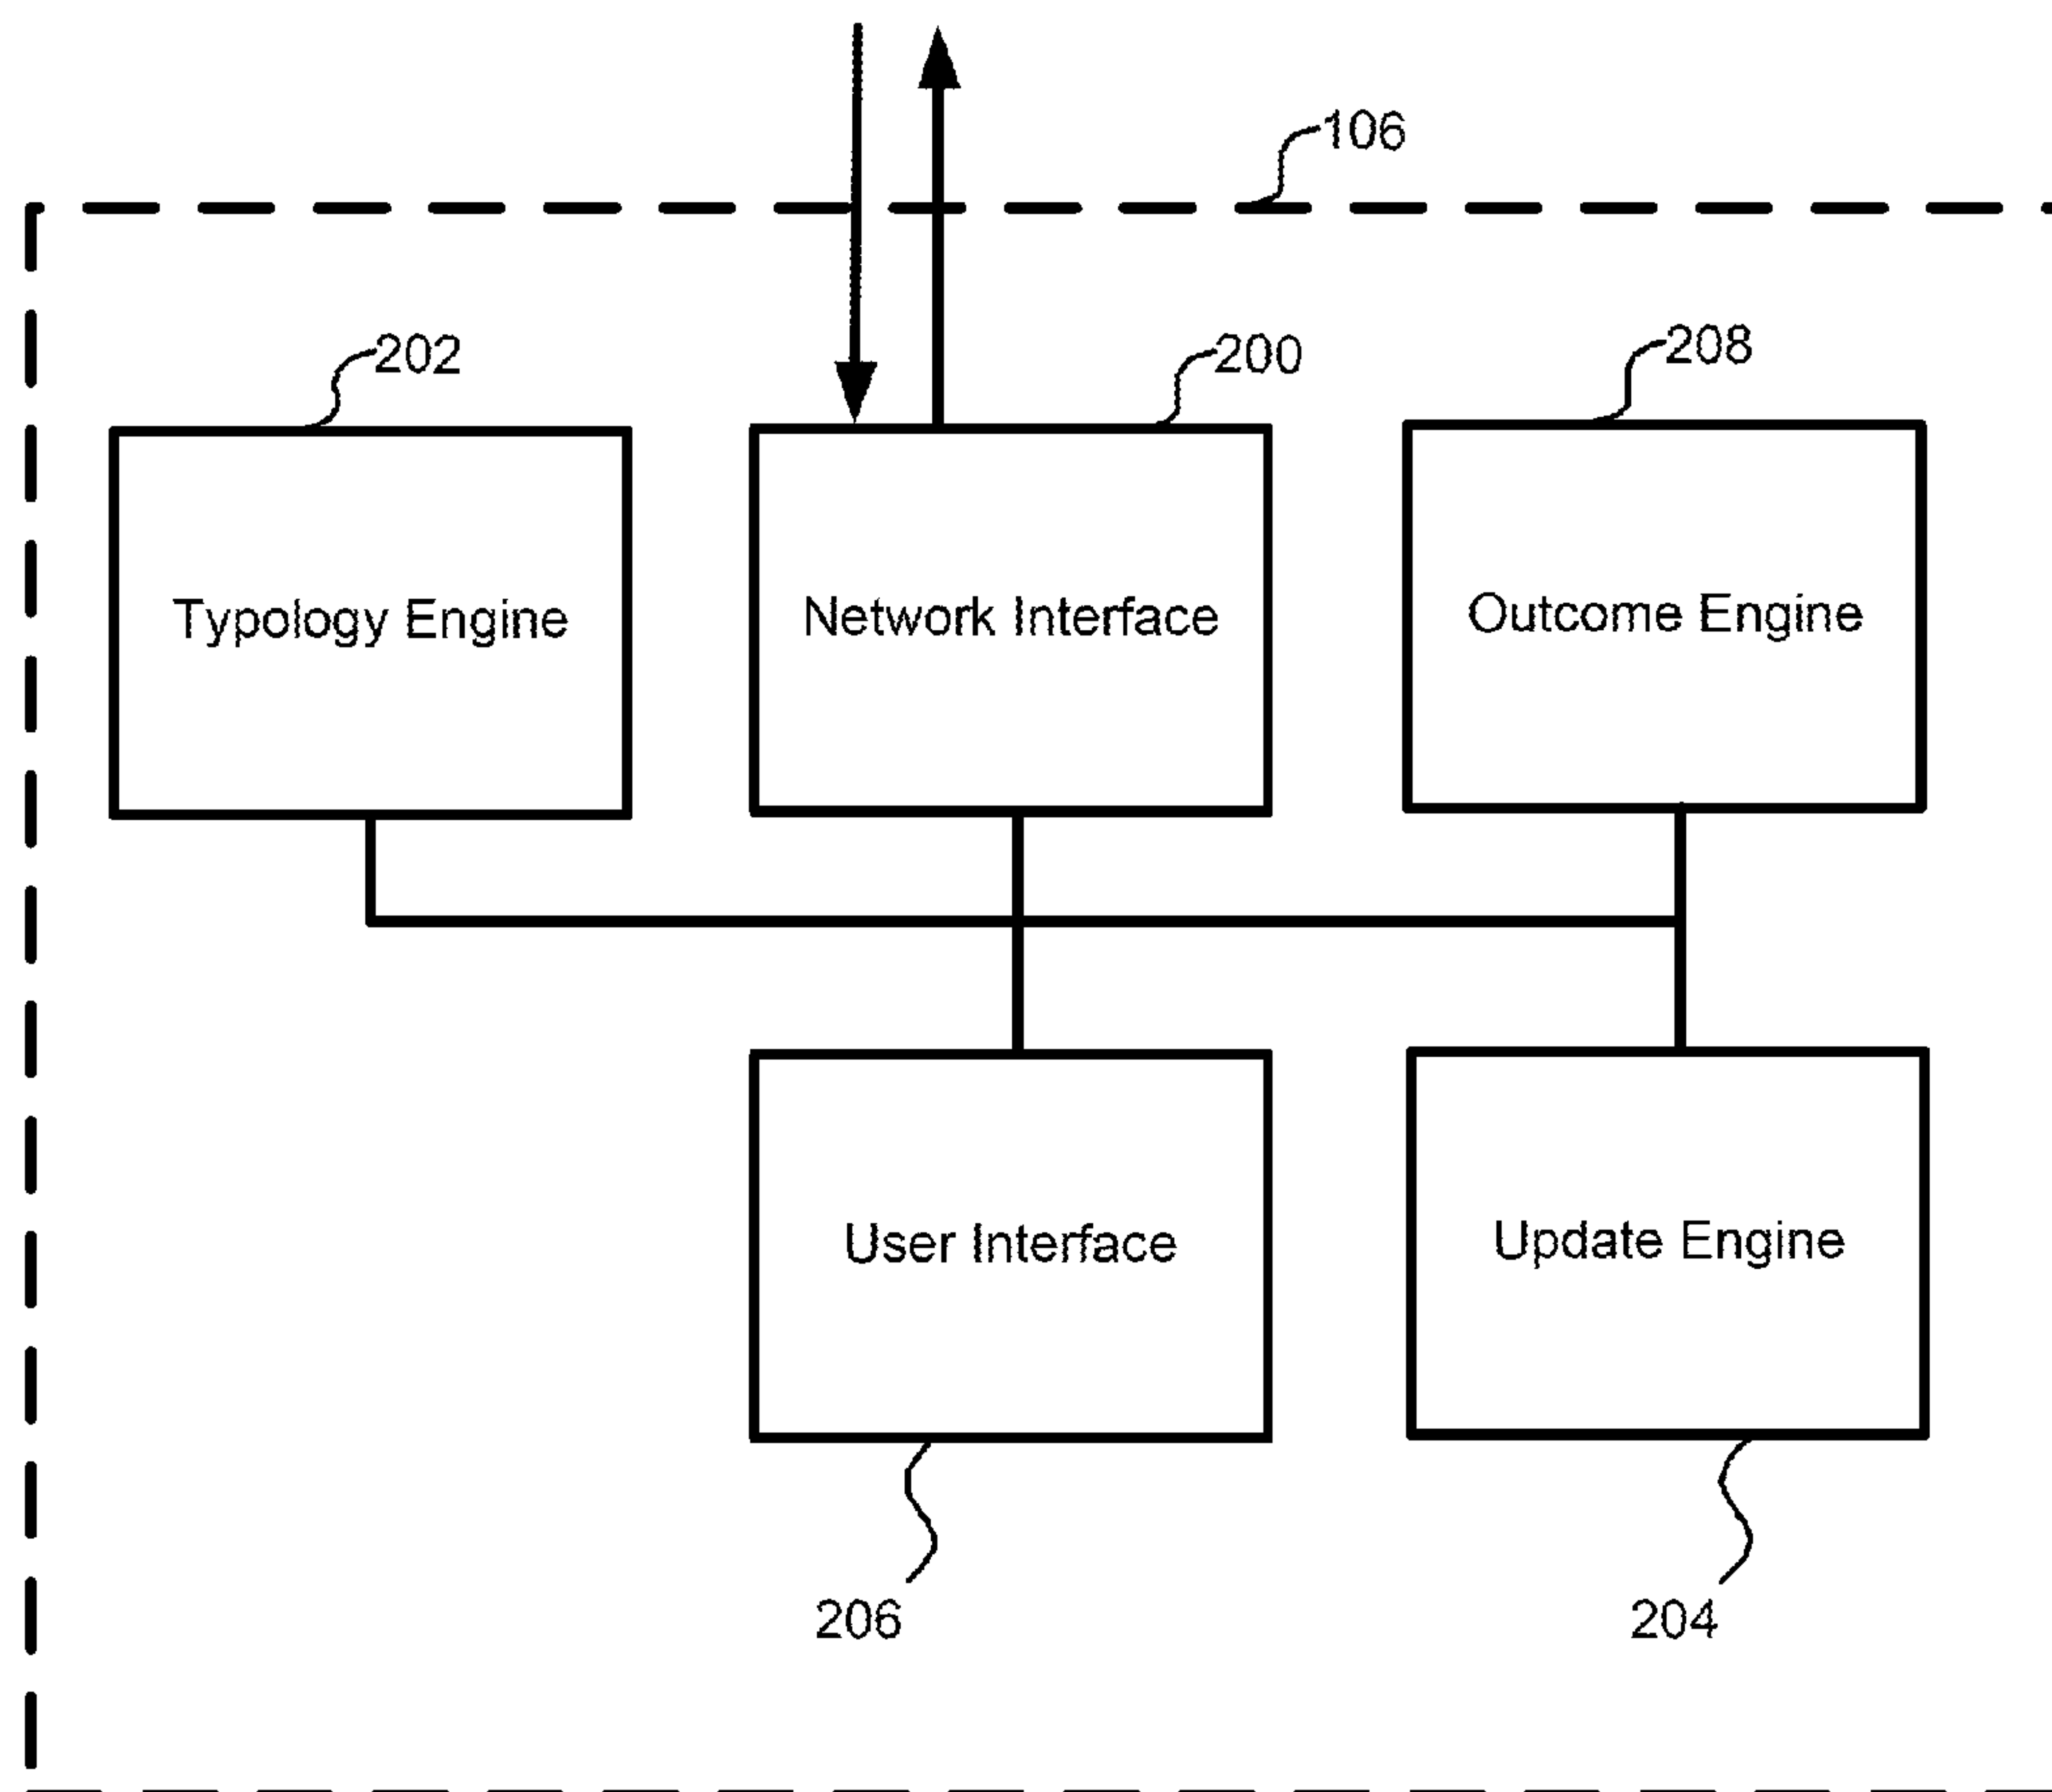 106
202
200
208
Typology Engine
Network Interface
Outcome Engine
User Interface
Update Engine
206
204